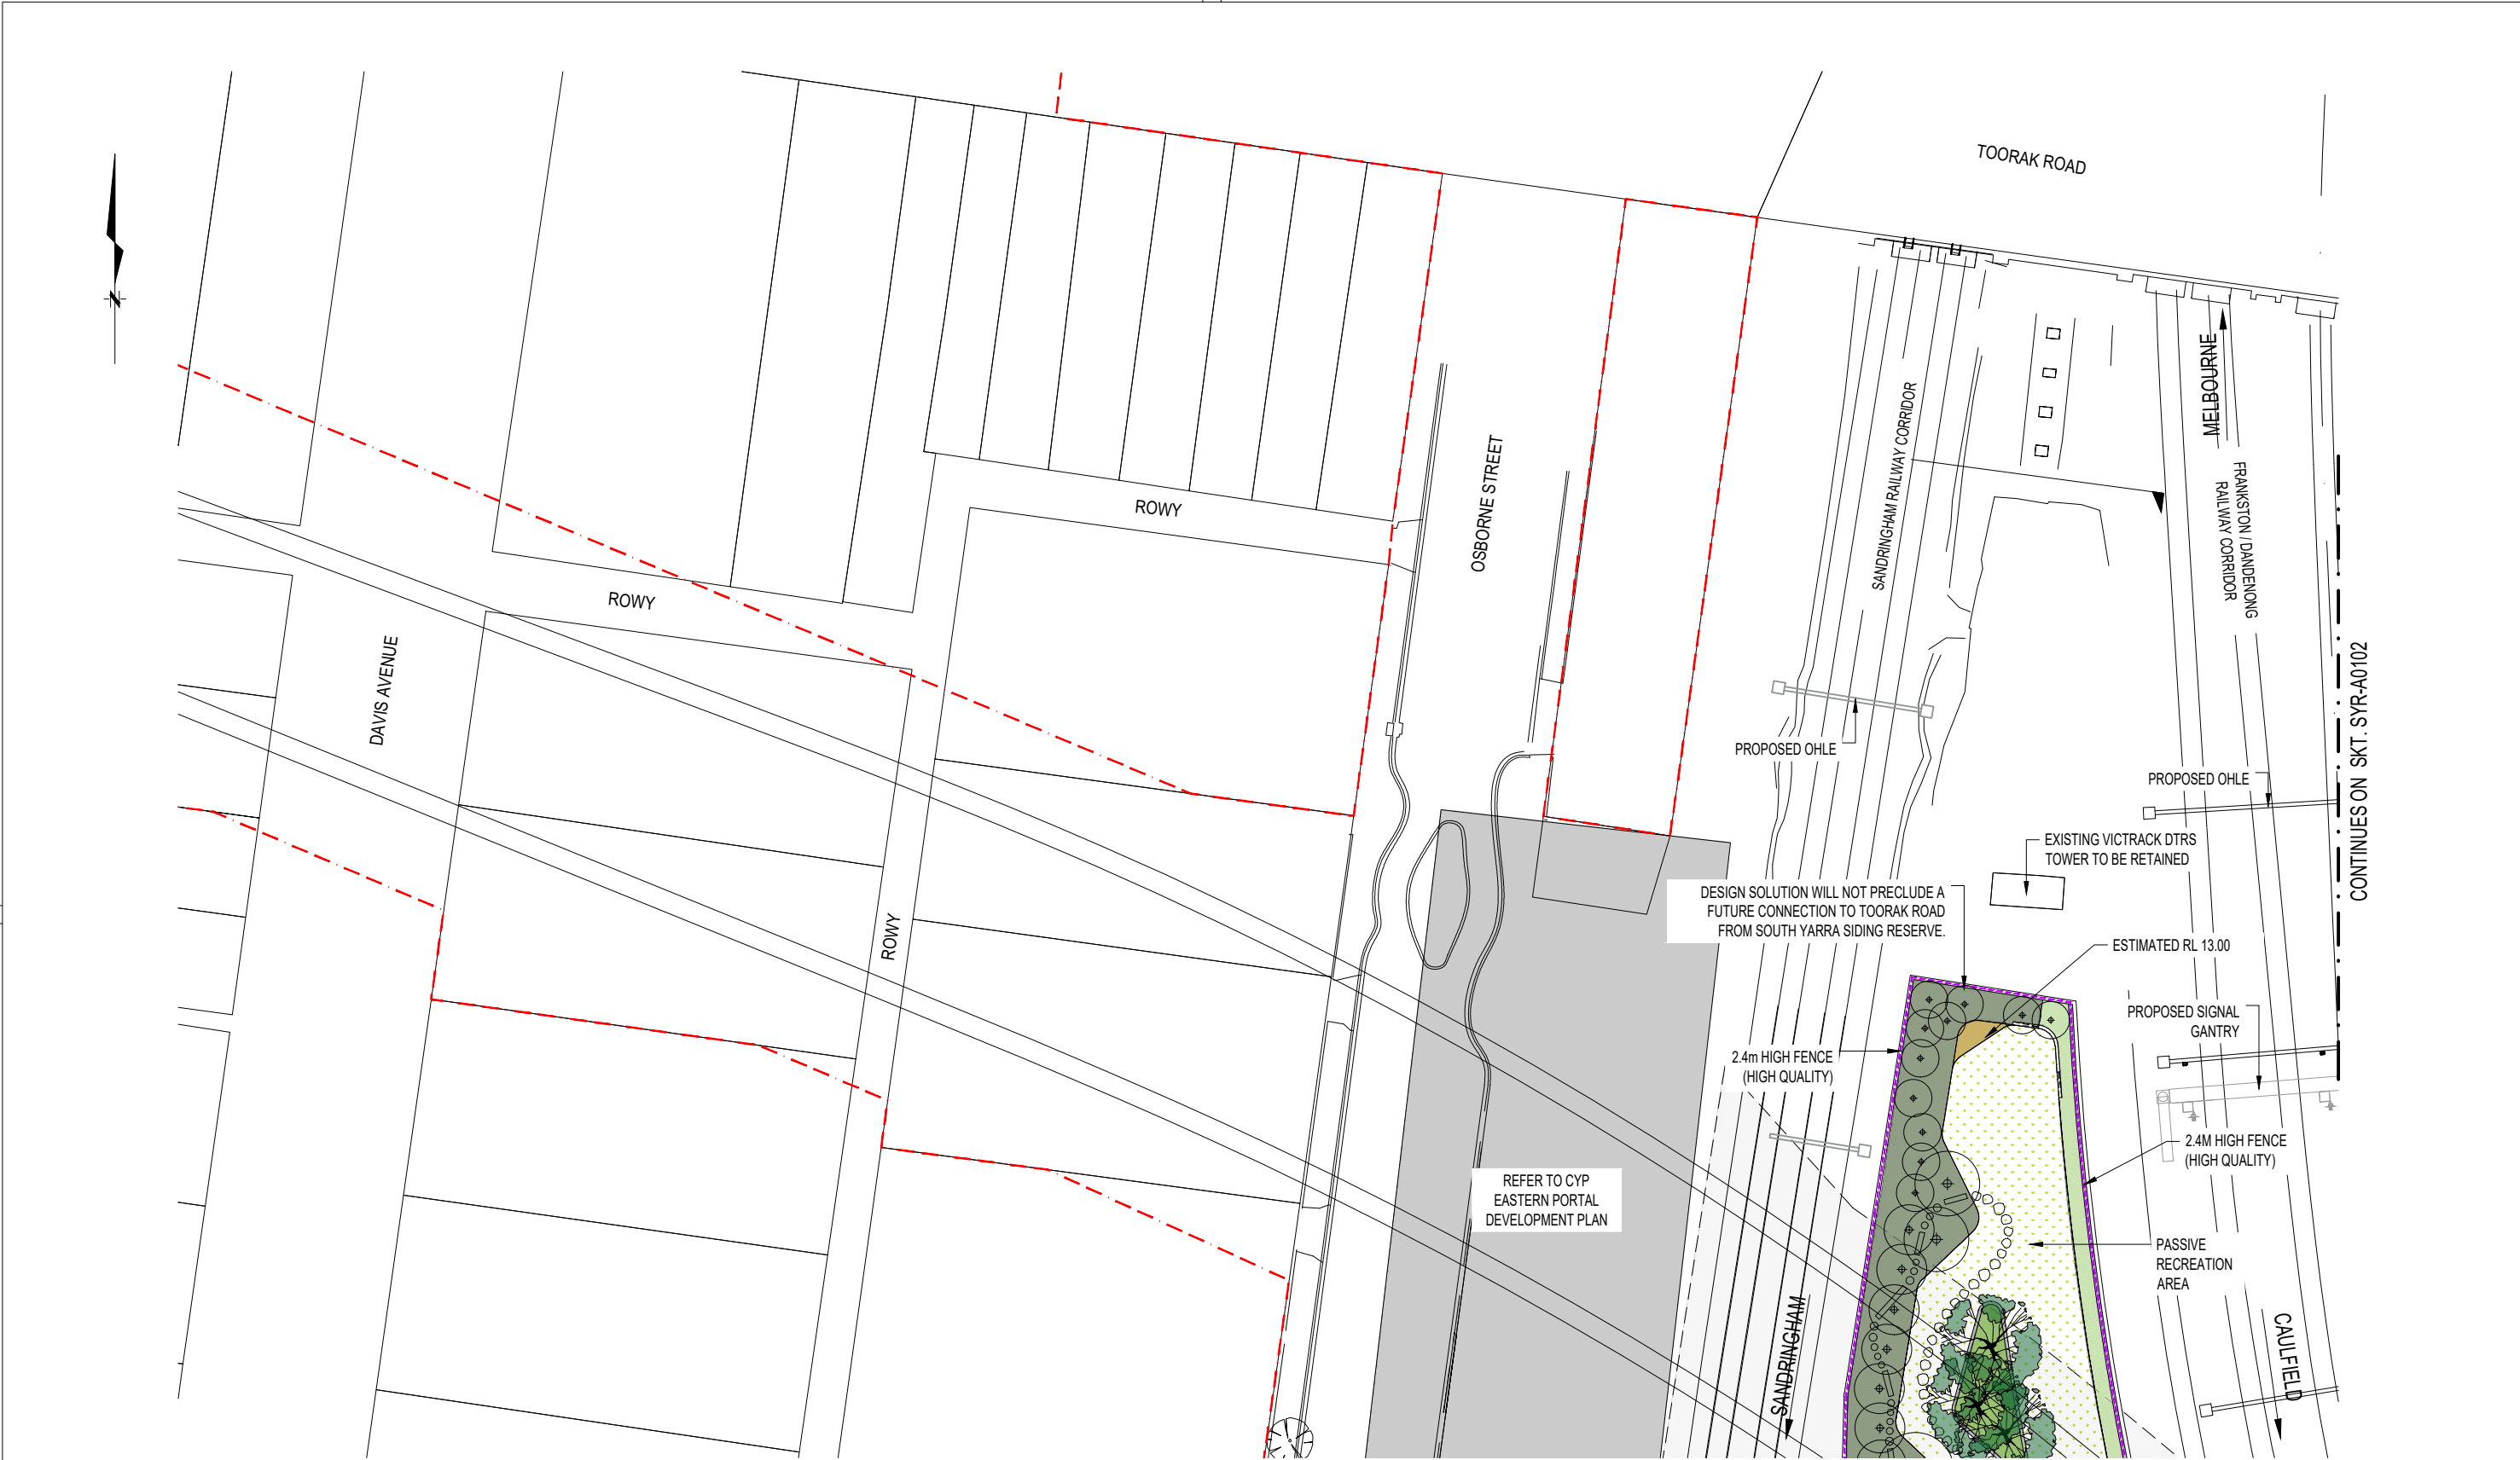 TOORAK ROAD
MELBOURNE
SANDRINGHAM RAILWAY CORRIDOR
FRANKSTON / DANDENONG
RAILWAY CORRIDOR
OSBORNE STREET
ROWY
ROWY
DAVIS AVENUE
ROWY
PROPOSED OHLE
PROPOSED OHLE
CONTINUES ON SKT. SYR-A0102
EXISTING VICTRACK DTRS
TOWER TO BE RETAINED
DESIGN SOLUTION WILL NOT PRECLUDE A
FUTURE CONNECTION TO TOORAK ROAD
FROM SOUTH YARRA SIDING RESERVE.
ESTIMATED RL 13.00
PROPOSED SIGNAL
GANTRY
2.4m HIGH FENCE
(HIGH QUALITY)
2.4M HIGH FENCE
(HIGH QUALITY)
REFER TO CYP
EASTERN PORTAL
DEVELOPMENT PLAN
PASSIVE
RECREATION
AREA
SANDRINGHAM
CAULFIELD
N